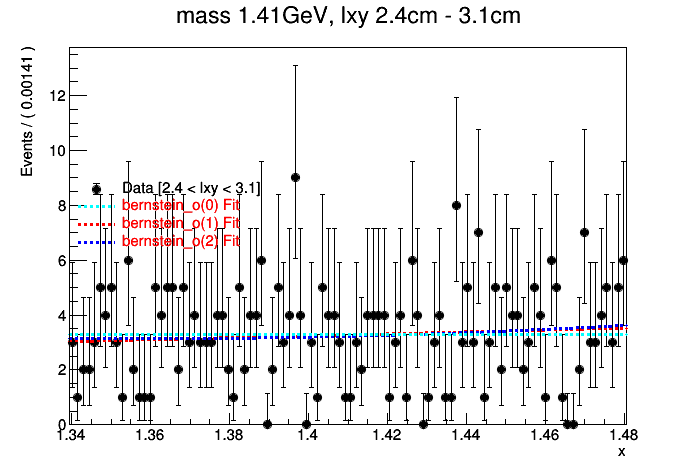 mass 1.41GeV, lxy 2.4cm - 3.1cm
Events / ( 0.00141 )
12
10
8
6
4
2
0
Data [2.4 < lxy < 3.1]
bernstein_o(0) Fit
bernstein_o(1) Fit
bernstein_o(2) Fit
1.34 1.36 1.38 1.4 1.42 1.44 1.46 1.48
x